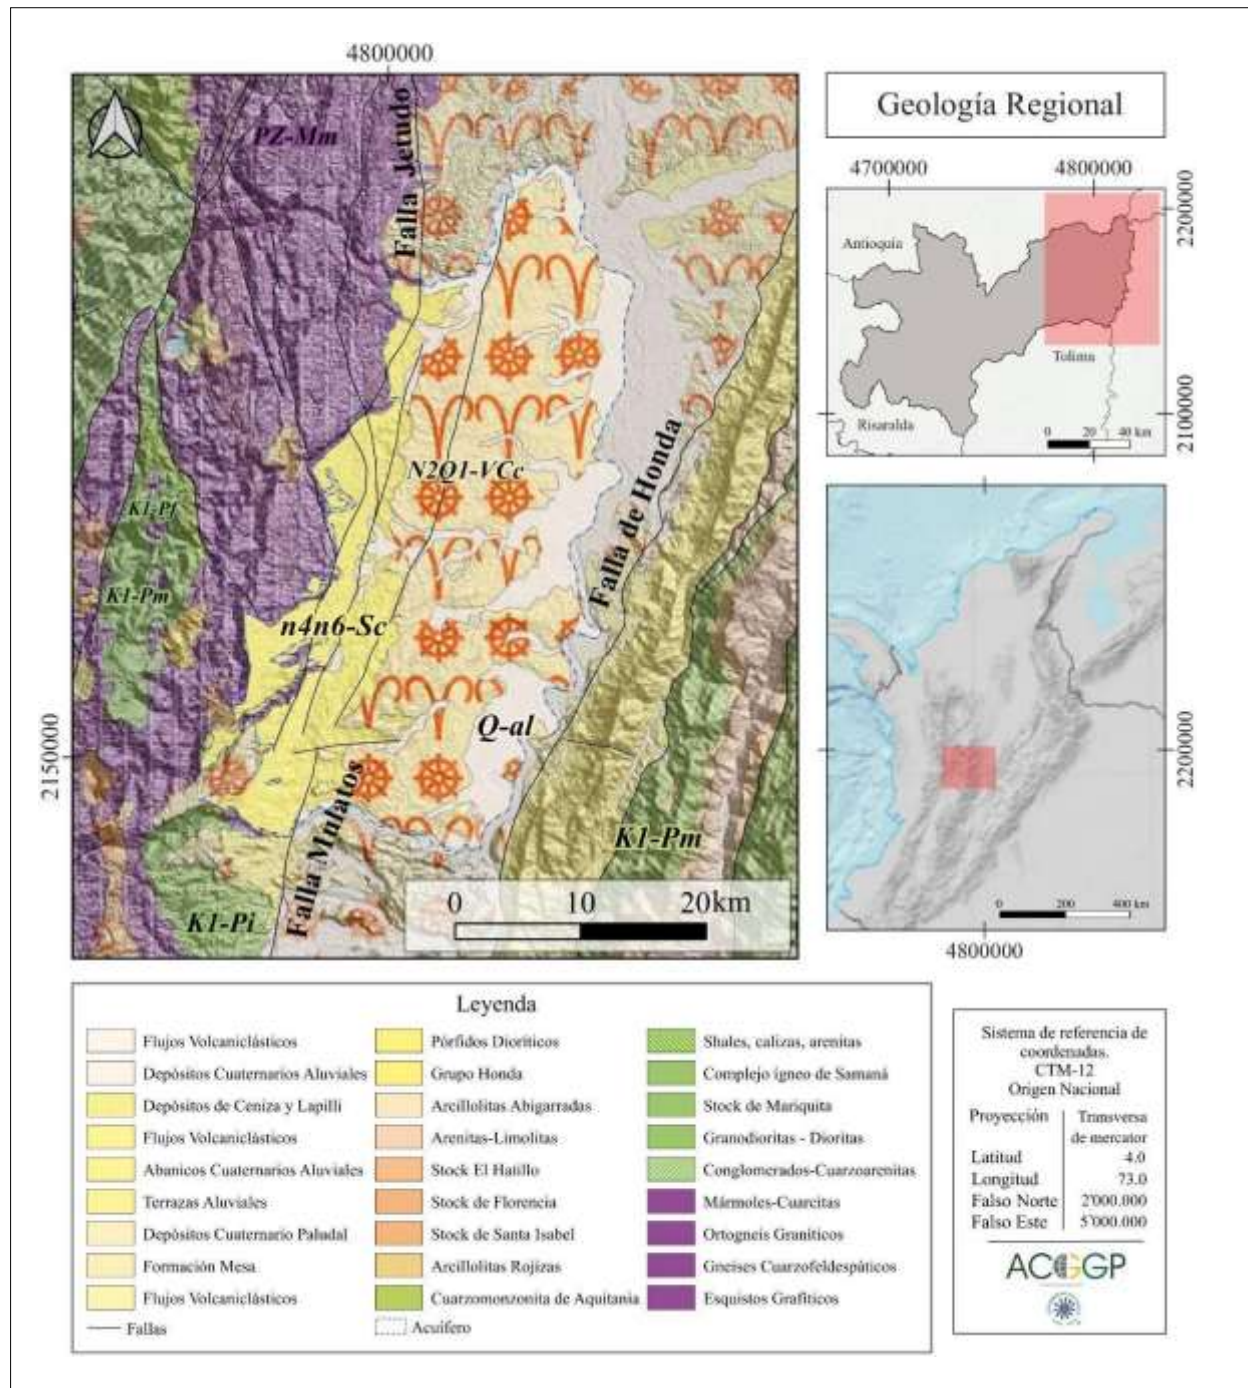 4800000
Geología Regional
PZ-Mm
Falla Jetudo
4700000
4800000
2200000
Antioquía
Tolima
Risaralda
2100000
0 20 40 km
N2Q1-VCc
Falla de Honda
K1-Pf
K1-Pm
n4n6-Sc
Q-al
2150000
Falla Mulatos
K1-Pm
K1-Pi
0 10 20km
2200000
0 200 400 km
4800000
Leyenda
Flujos Volcaniclásticos
Depósitos Cuaternarios Aluviales
Depósitos de Ceniza y Lapilli
Flujos Volcaniclásticos
Abanicos Cuaternarios Aluviales
Terrazas Aluviales
Depósitos Cuaternario Paludal
Formación Mesa
Flujos Volcaniclásticos
Fallas
Pórfidos Dioríticos
Grupo Honda
Arcillolitas Abigarradas
Arenitas-Limolitas
Stock El Hatillo
Stock de Florencia
Stock de Santa Isabel
Arcillolitas Rojizas
Cuarzomonzonita de Aquitania
Acuifero
Shales, calizas, arenitas
Complejo ígneo de Samaná
Stock de Mariquita
Granodioritas - Dioritas
Conglomerados-Cuarzoarenitas
Mármoles-Cuarcitas
Ortogneis Graníticos
Gneises Cuarzofeldespáticos
Esquistos Grafíticos
Sistema de referencia de
coordenadas.
CTM-12
Origen Nacional
Proyección Transversa
de mercator
Latitud 4.0
Longitud 73.0
Falso Norte 2'000.000
Falso Este 5'000.000
ACGGP